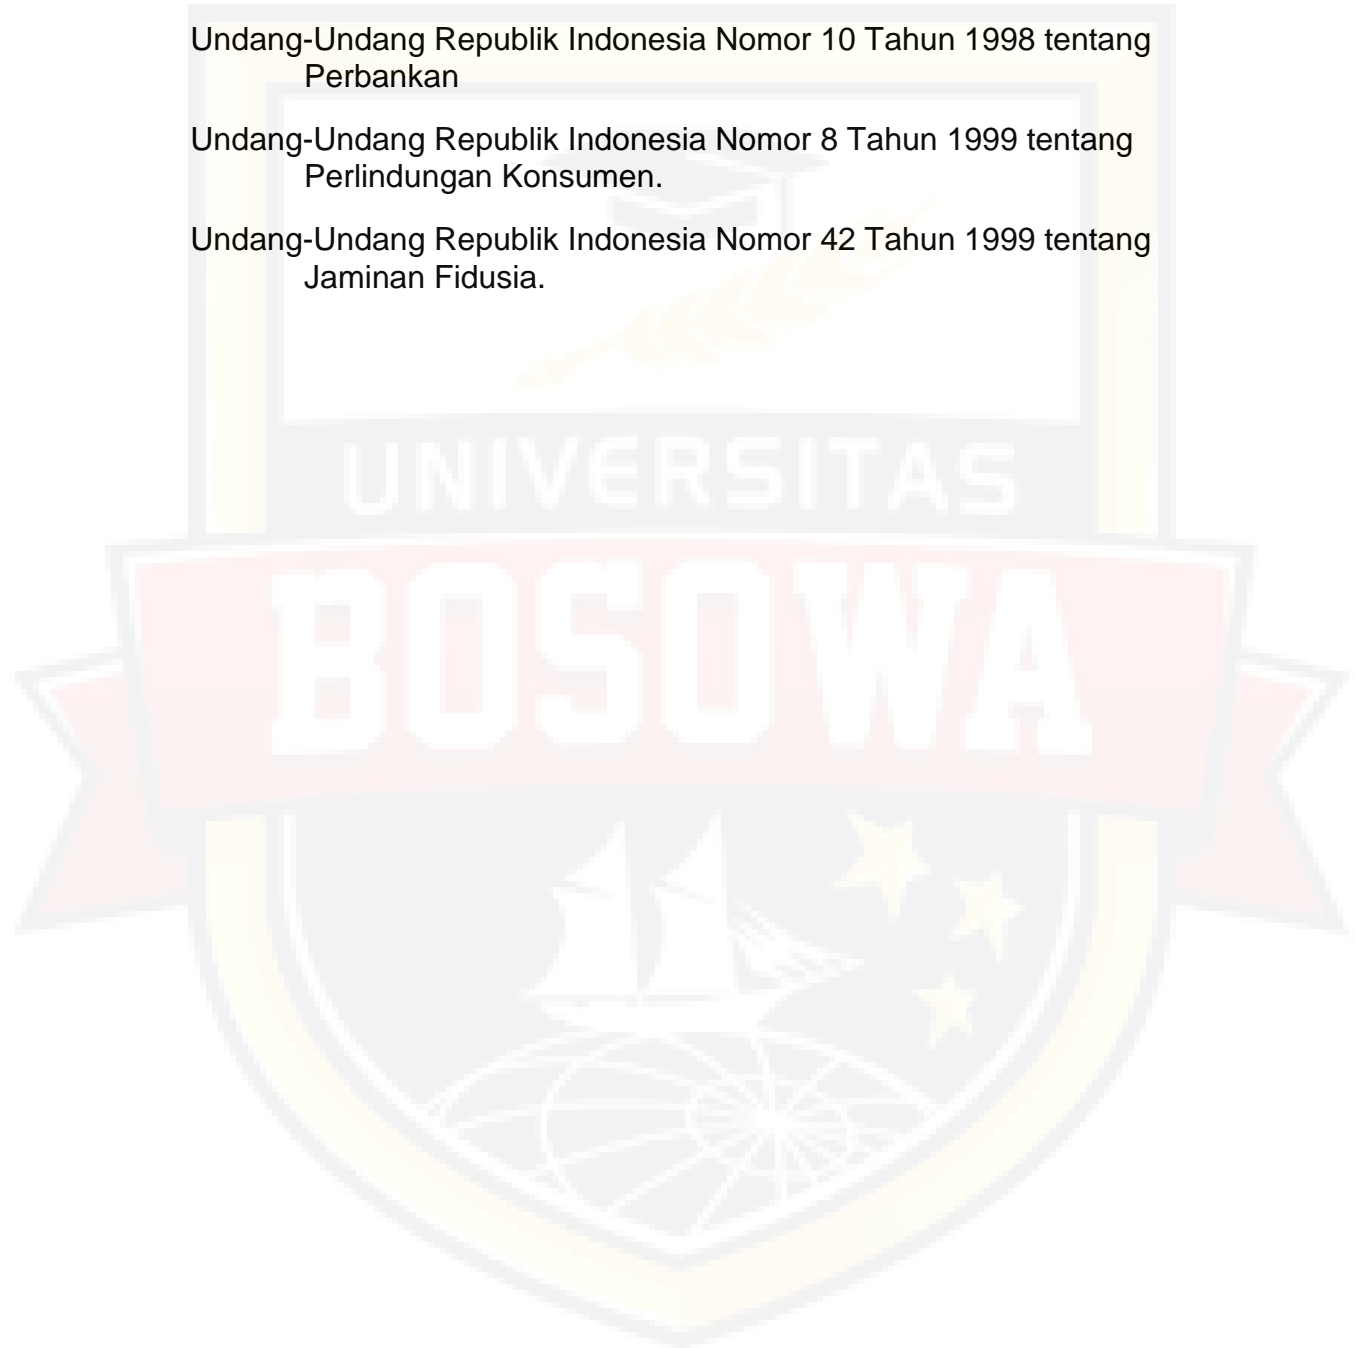 Undang-Undang Republik Indonesia Nomor 10 Tahun 1998 tentang
Perbankan
Undang-Undang Republik Indonesia Nomor 8 Tahun 1999 tentang
Perlindungan Konsumen.
Undang-Undang Republik Indonesia Nomor 42 Tahun 1999 tentang
Jaminan Fidusia.
UNIVERSITAS
BOSOWA